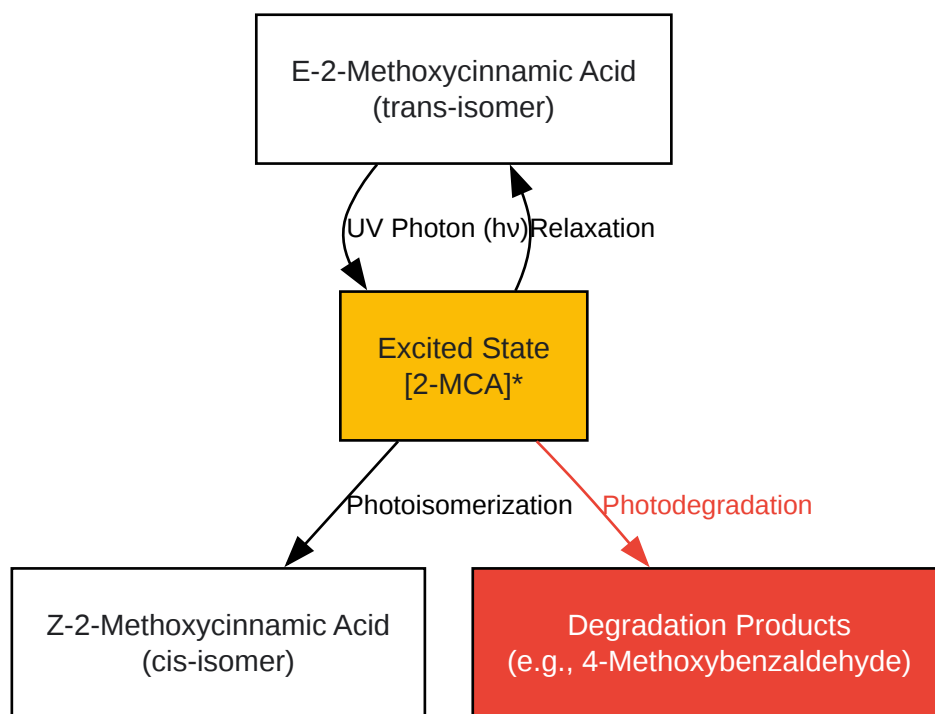 E-2-Methoxycinnamic Acid
(trans-isomer)
UV Photon (hν)
Relaxation
Excited State
[2-MCA]*
Photoisomerization
Photodegradation
Z-2-Methoxycinnamic Acid
(cis-isomer)
Degradation Products
(e.g., 4-Methoxybenzaldehyde)